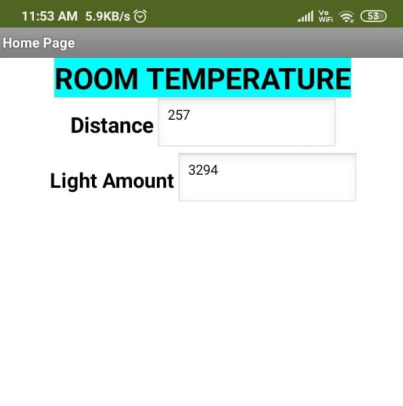 11:53 AM 5.9KB/s Vo WiFi 53
Home Page
ROOM TEMPERATURE
Distance 257
Light Amount 3294